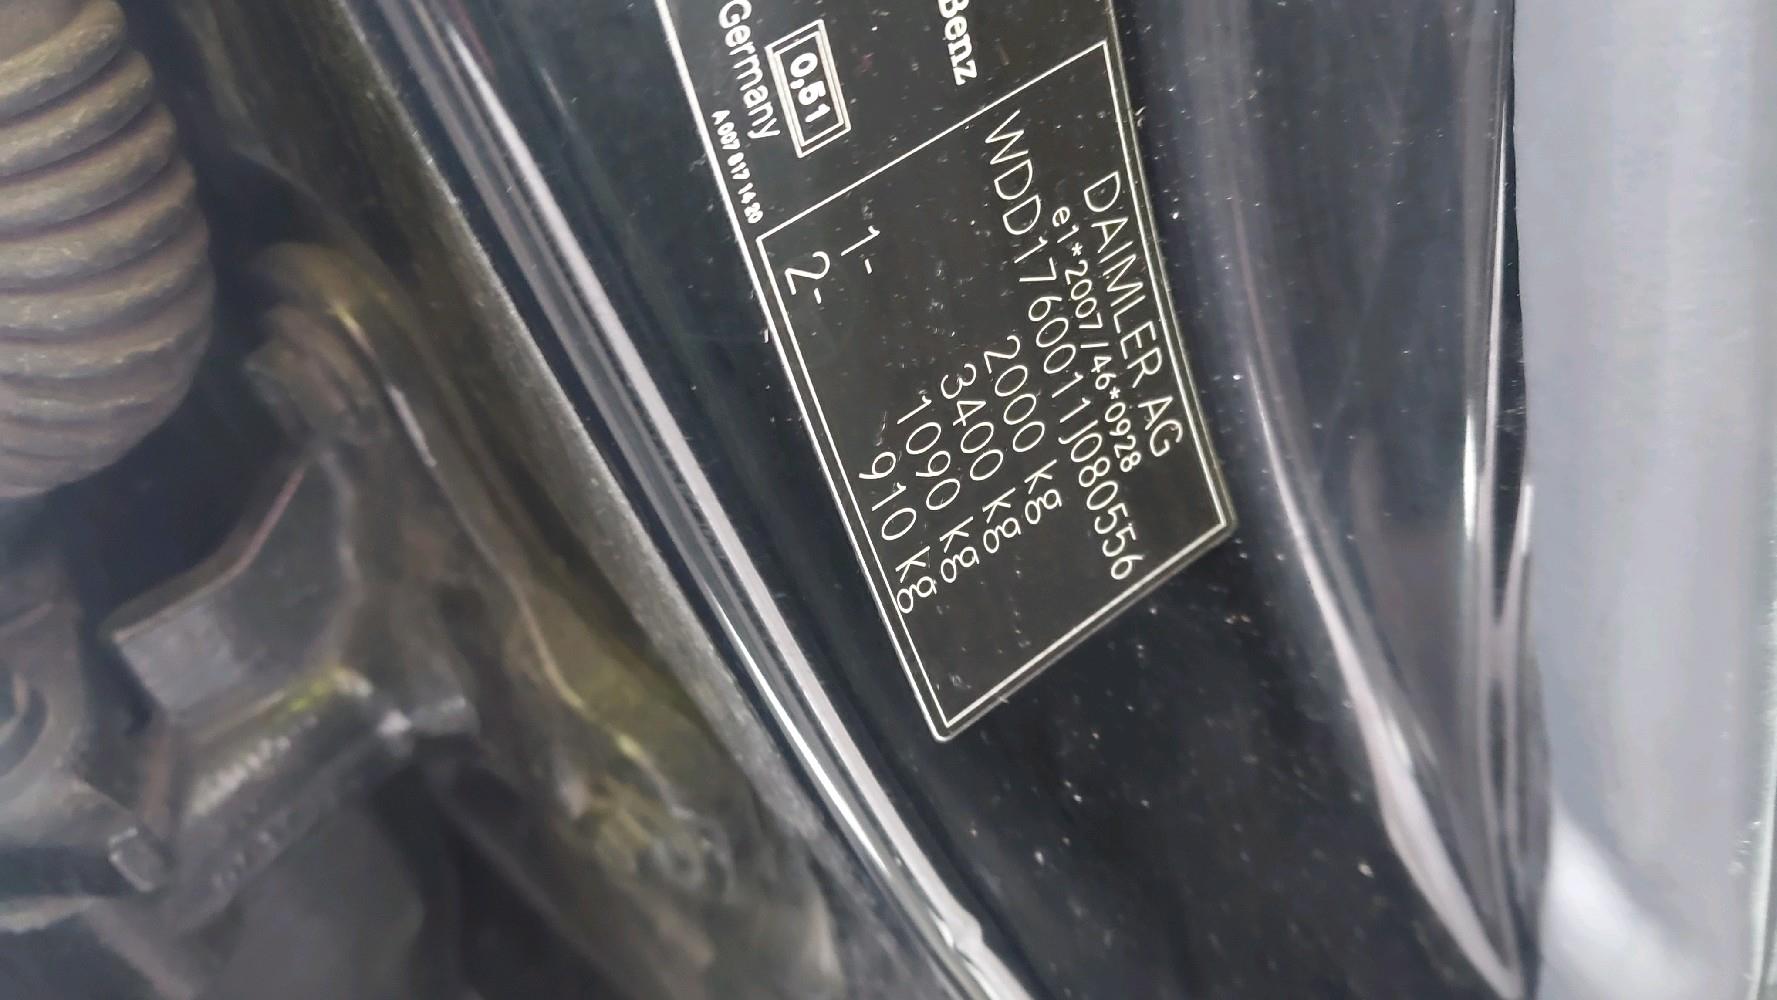 Benz
Germany
0,51
A 007 817 14 20
DAIMLER AG
e1*2007/46*0928
WDD1760011J080556
2000 kg
3400 kg
1- 1090 kg
2- 910 kg